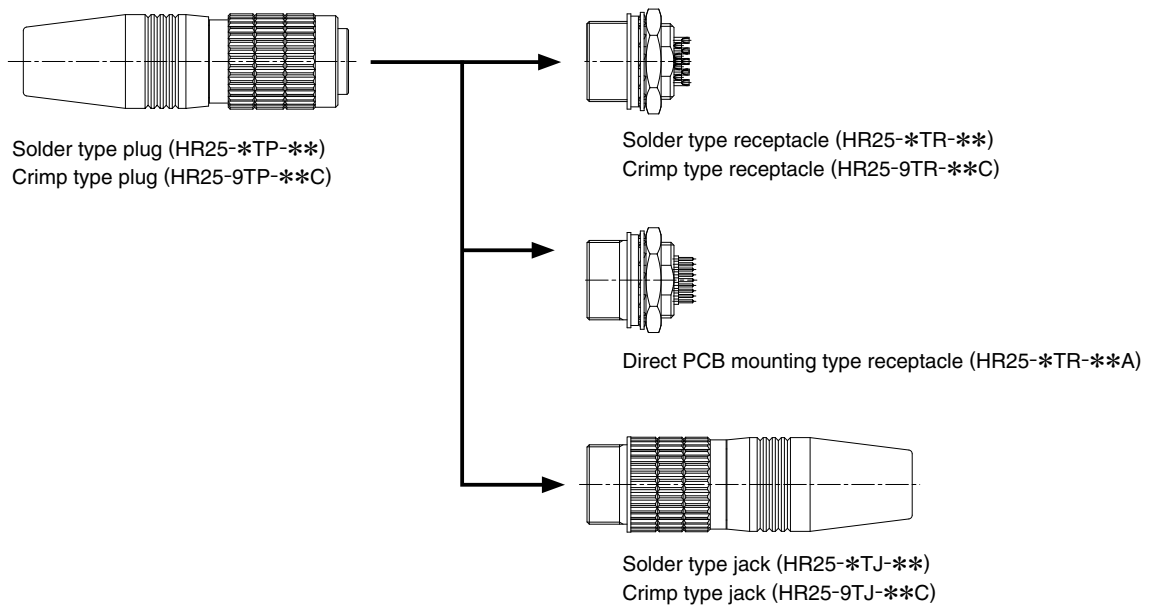 Solder type plug (HR25-*TP-**)
Crimp type plug (HR25-9TP-**C)
Solder type receptacle (HR25-*TR-**)
Crimp type receptacle (HR25-9TR-**C)
Direct PCB mounting type receptacle (HR25-*TR-**A)
Solder type jack (HR25-*TJ-**)
Crimp type jack (HR25-9TJ-**C)